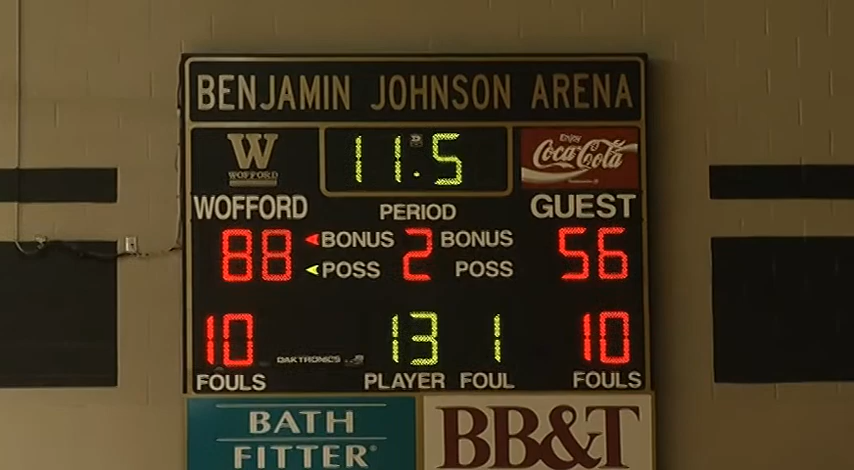 BENJAMIN JOHNSON ARENA
W
WOFFORD
11.5
Enjoy
Coca-Cola
WOFFORD PERIOD GUEST
88 BONUS 2 BONUS 56
POSS POSS
10 13 1 10
DAKTRONICS
FOULS PLAYER FOUL FOULS
BATH
FITTER®
BB&T